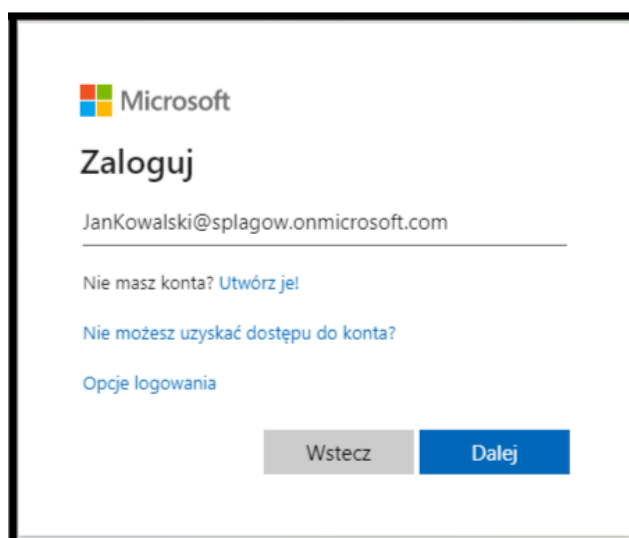 Microsoft
Zaloguj
JanKowalski@splagow.onmicrosoft.com
Nie masz konta? Utwórz je!
Nie możesz uzyskać dostępu do konta?
Opcje logowania
Wstecz Dalej